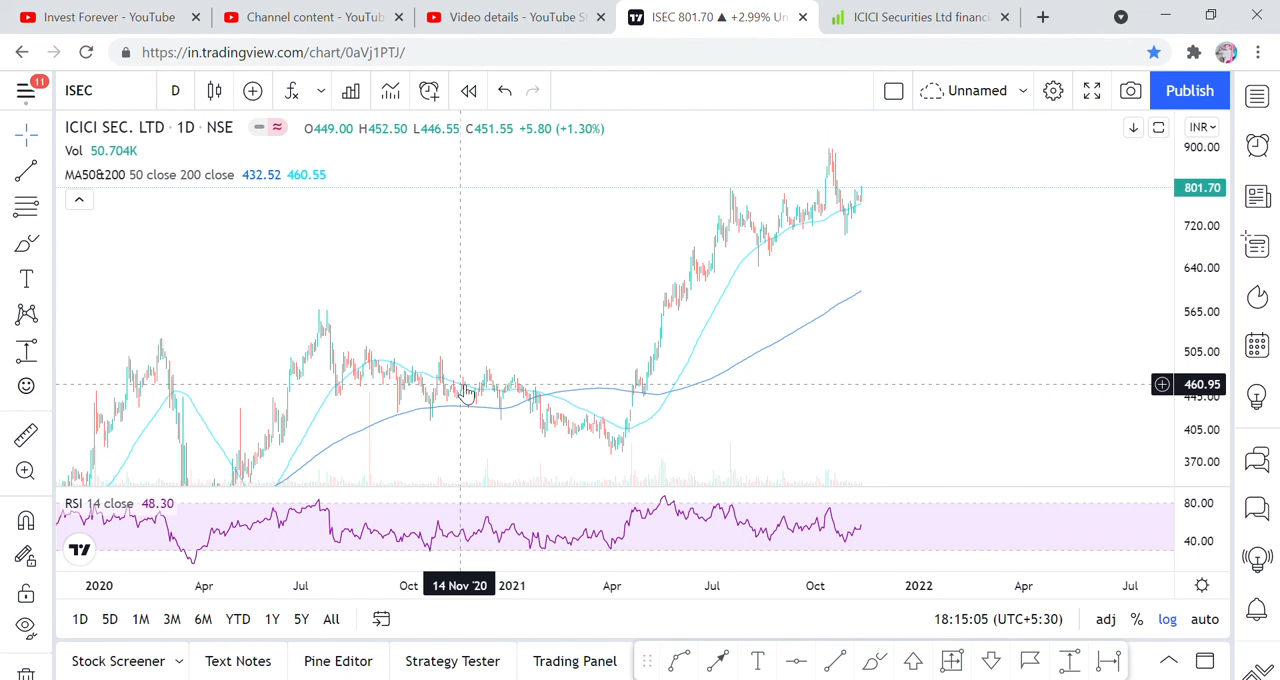 Invest Forever - YouTube
Channel content - YouTub
Video details - YouTube S
ISEC 801.70 ▲ +2.99% Un
ICICI Securities Ltd financi
https://in.tradingview.com/chart/0aVj1PTJ/
11
ISEC
D
Unnamed
Publish
ICICI SEC. LTD · 1D · NSE
O449.00 H452.50 L446.55 C451.55 +5.80 (+1.30%)
INR
Vol 50.704K
900.00
MA50&200 50 close 200 close 432.52 460.55
801.70
720.00
640.00
565.00
505.00
460.95
445.00
405.00
370.00
RSI 14 close 48.30
80.00
40.00
2020 Apr Jul Oct 14 Nov '20 2021 Apr Jul Oct 2022 Apr Jul
1D 5D 1M 3M 6M YTD 1Y 5Y All
18:15:05 (UTC+5:30) adj % log auto
Stock Screener Text Notes Pine Editor Strategy Tester Trading Panel